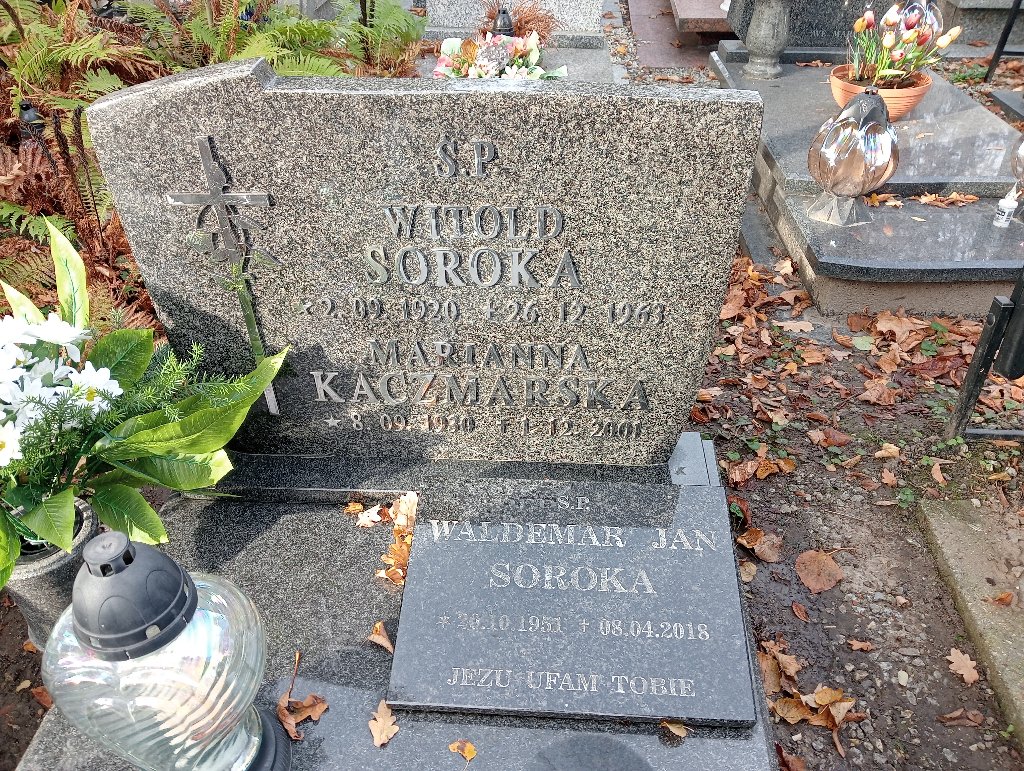 Ś.P.
WITOLD
SOROKA
* 2.09.1920 + 26.12.1963
MARIANNA
KACZMARSKA
* 8.09.1930 + 1.12.2001
Ś.P.
WALDEMAR JAN
SOROKA
* 20.10.1951 + 08.04.2018
JEZU UFAM TOBIE